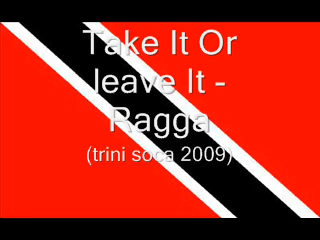 Take It Or
leave It -
Ragga
(trini soca 2009)